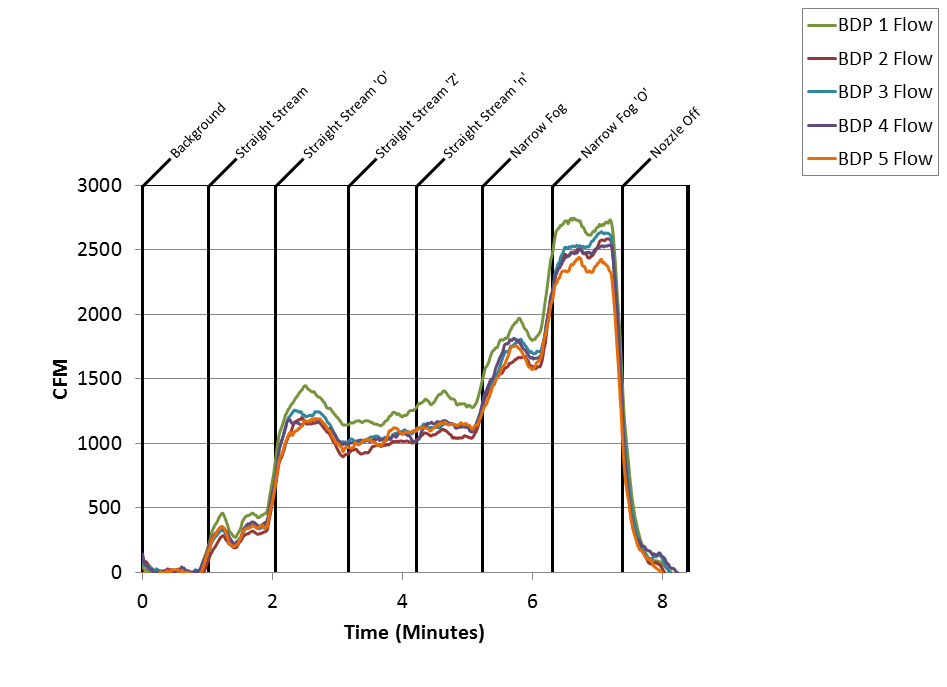 BDP 1 Flow
BDP 2 Flow
BDP 3 Flow
BDP 4 Flow
BDP 5 Flow
Background
Straight Stream
Straight Stream 'O'
Straight Stream 'Z'
Straight Stream 'n'
Narrow Fog
Narrow Fog 'O'
Nozzle Off
3000
2500
2000
1500
1000
500
0
CFM
0 2 4 6 8
Time (Minutes)